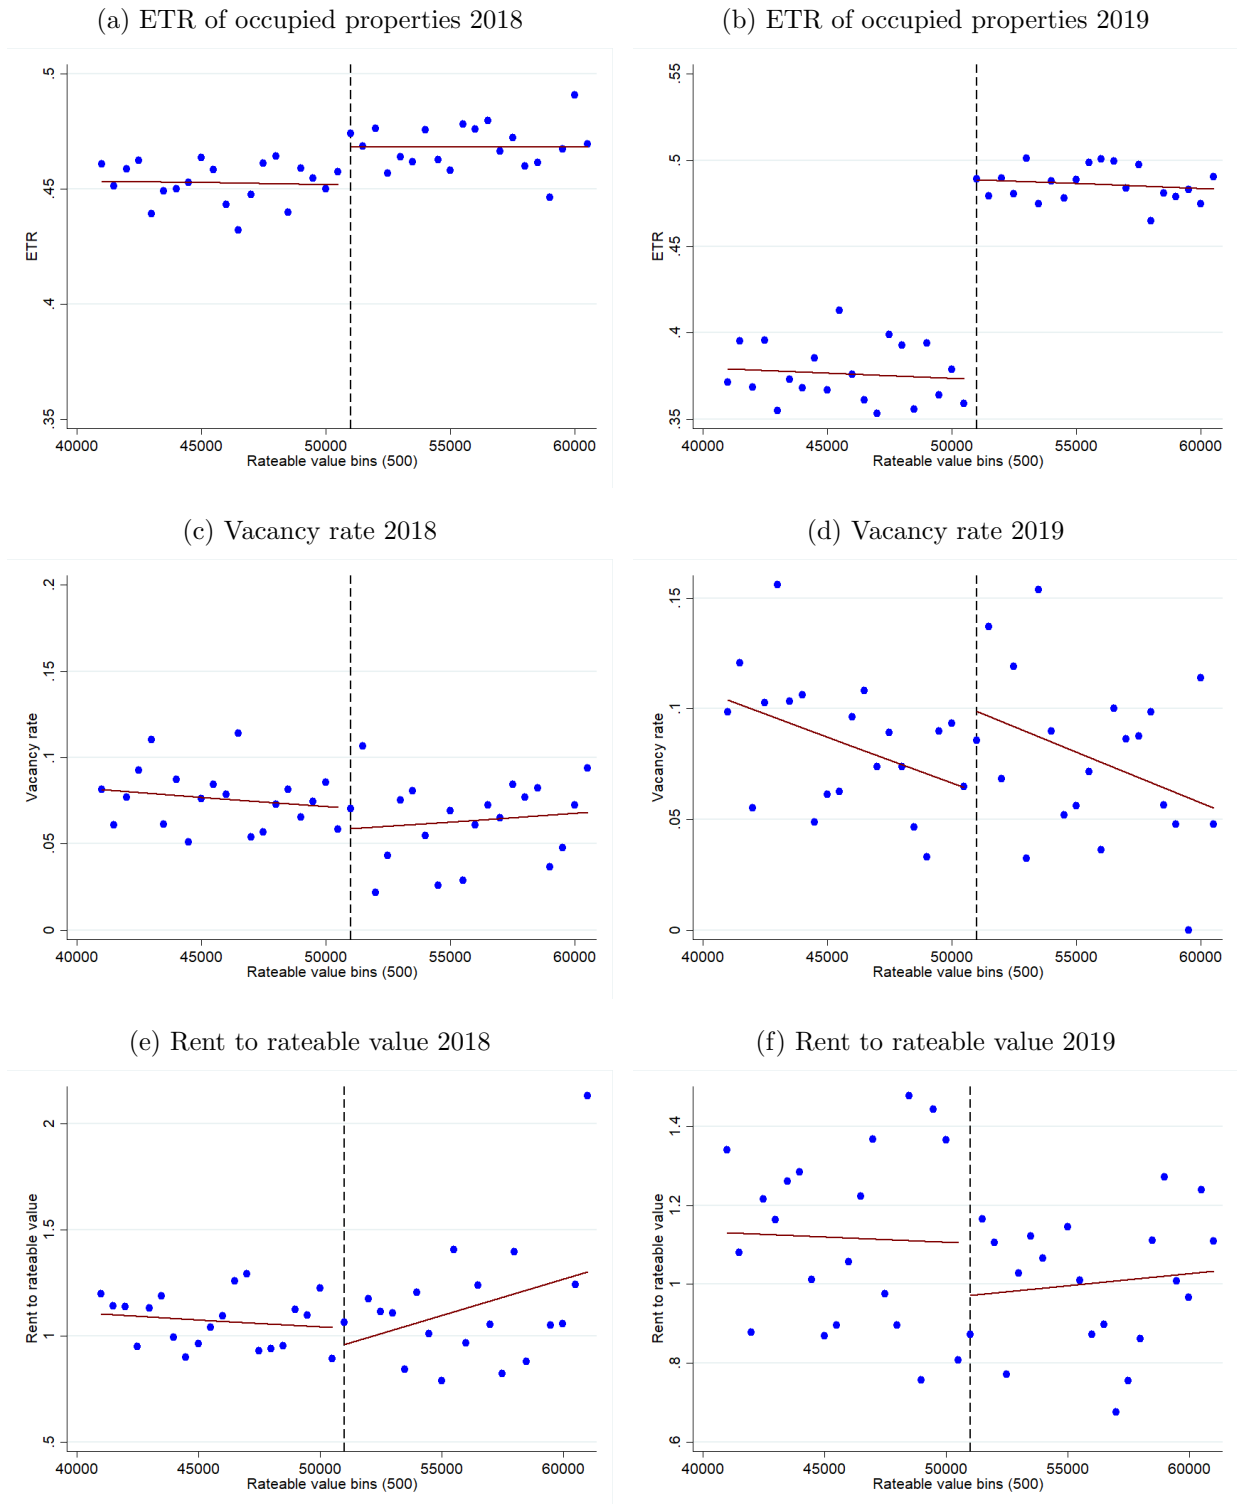 (a) ETR of occupied properties 2018
.5
.45
.4
.35
ETR
40000 45000 50000 55000 60000
Rateable value bins (500)
(b) ETR of occupied properties 2019
.55
.5
.45
.4
.35
ETR
40000 45000 50000 55000 60000
Rateable value bins (500)
(c) Vacancy rate 2018
.2
.15
.1
.05
0
Vacancy rate
40000 45000 50000 55000 60000
Rateable value bins (500)
(d) Vacancy rate 2019
.15
.1
.05
0
Vacancy rate
40000 45000 50000 55000 60000
Rateable value bins (500)
(e) Rent to rateable value 2018
2
1.5
1
.5
Rent to rateable value
40000 45000 50000 55000 60000
Rateable value bins (500)
(f) Rent to rateable value 2019
1.4
1.2
1
.8
.6
Rent to rateable value
40000 45000 50000 55000 60000
Rateable value bins (500)